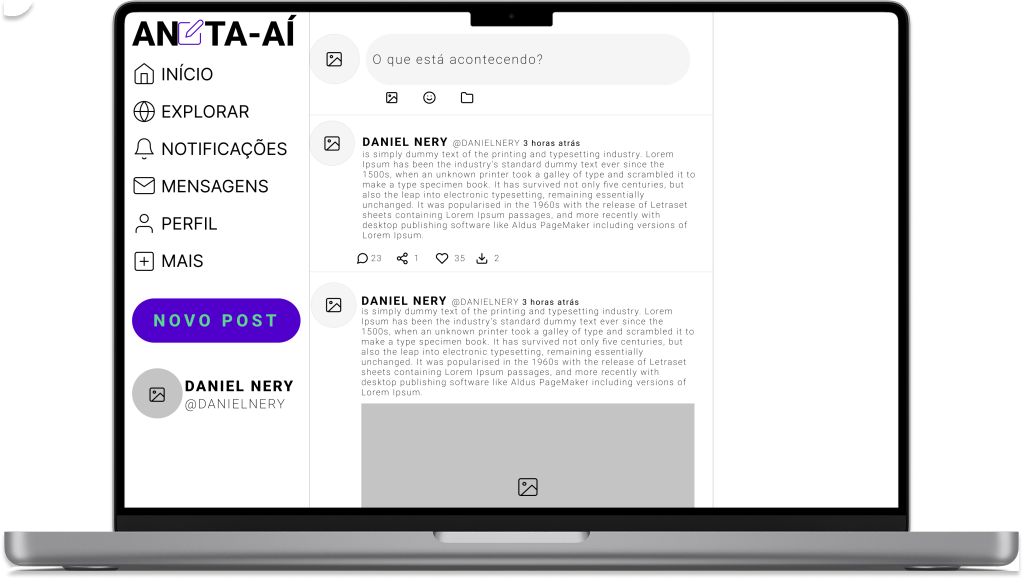 ANOTA-AÍ
INÍCIO
EXPLORAR
NOTIFICAÇÕES
MENSAGENS
PERFIL
MAIS
NOVO POST
DANIEL NERY
@DANIELNERY
O que está acontecendo?
DANIEL NERY @DANIELNERY 3 horas atrás
is simply dummy text of the printing and typesetting industry. Lorem
Ipsum has been the industry's standard dummy text ever since the
1500s, when an unknown printer took a galley of type and scrambled it to
make a type specimen book. It has survived not only five centuries, but
also the leap into electronic typesetting, remaining essentially
unchanged. It was popularised in the 1960s with the release of Letraset
sheets containing Lorem Ipsum passages, and more recently with
desktop publishing software like Aldus PageMaker including versions of
Lorem Ipsum.
23 1 35 2
DANIEL NERY @DANIELNERY 3 horas atrás
is simply dummy text of the printing and typesetting industry. Lorem
Ipsum has been the industry's standard dummy text ever since the
1500s, when an unknown printer took a galley of type and scrambled it to
make a type specimen book. It has survived not only five centuries, but
also the leap into electronic typesetting, remaining essentially
unchanged. It was popularised in the 1960s with the release of Letraset
sheets containing Lorem Ipsum passages, and more recently with
desktop publishing software like Aldus PageMaker including versions of
Lorem Ipsum.